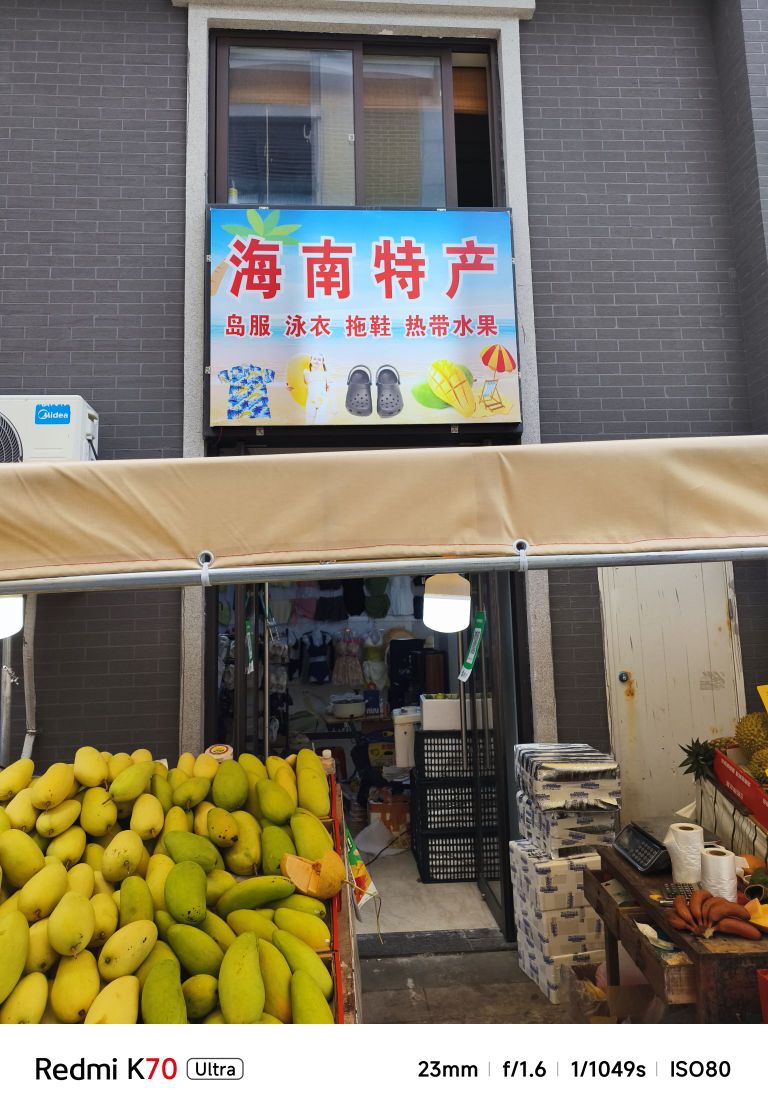 海南特产
岛服 泳衣 拖鞋 热带水果
Midea
Redmi K70 Ultra
23mm | f/1.6 | 1/1049s | ISO80